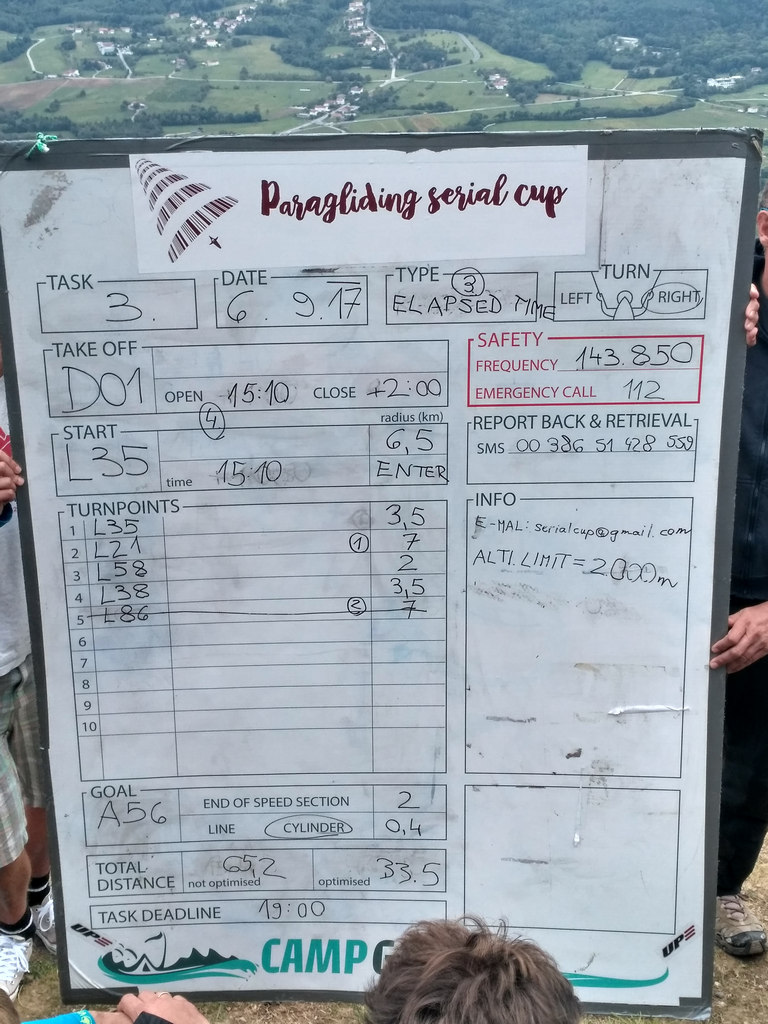 Paragliding serial cup
TASK 3.
DATE 6. 9.17
TYPE ③ ELAPSED TIME
TURN LEFT RIGHT
TAKE OFF D01
OPEN 15:10 CLOSE +2:00
SAFETY
FREQUENCY 143.850
EMERGENCY CALL 112
START L35
④
time 15:10
radius (km)
6,5
ENTER
REPORT BACK & RETRIEVAL
SMS 00 386 51 428 559
TURNPOINTS
1 L35 3,5
2 L21 ① 7
3 L58 2
4 L38 3,5
5 L86 ② 7
6
7
8
9
10
INFO
E-MAL: serialcup@gmail.com
ALTI. LIMIT = 2000m
GOAL A56
END OF SPEED SECTION 2
LINE CYLINDER 0,4
TOTAL DISTANCE
65,2 not optimised
33.5 optimised
TASK DEADLINE 19:00
UP
CAMP
UP